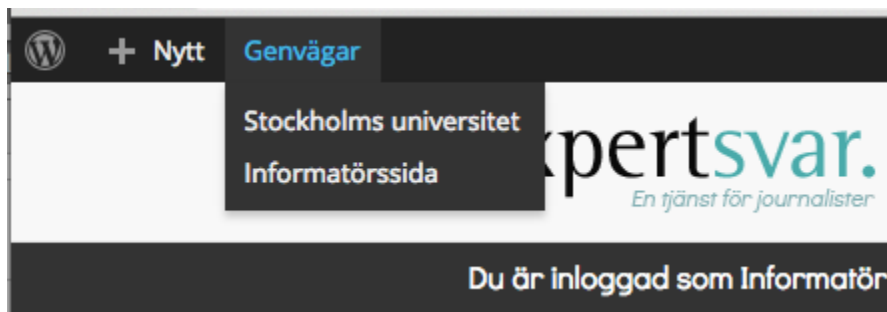 Nytt Genvägar
Stockholms universitet
Informatörssida
xpertsvar.
En tjänst för journalister
Du är inloggad som Informatör